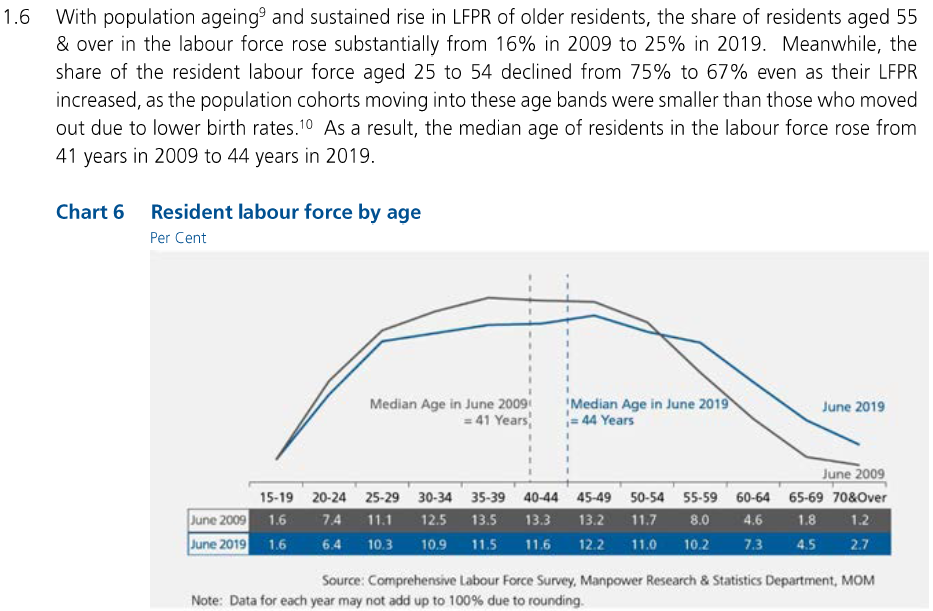 1.6 With population ageing⁹ and sustained rise in LFPR of older residents, the share of residents aged 55
& over in the labour force rose substantially from 16% in 2009 to 25% in 2019. Meanwhile, the
share of the resident labour force aged 25 to 54 declined from 75% to 67% even as their LFPR
increased, as the population cohorts moving into these age bands were smaller than those who moved
out due to lower birth rates.¹⁰ As a result, the median age of residents in the labour force rose from
41 years in 2009 to 44 years in 2019.
Chart 6 Resident labour force by age
Per Cent
Median Age in June 2009
= 41 Years
Median Age in June 2019
= 44 Years
June 2019
June 2009
15-19 20-24 25-29 30-34 35-39 40-44 45-49 50-54 55-59 60-64 65-69 70&Over
June 2009 1.6 7.4 11.1 12.5 13.5 13.3 13.2 11.7 8.0 4.6 1.8 1.2
June 2019 1.6 6.4 10.3 10.9 11.5 11.6 12.2 11.0 10.2 7.3 4.5 2.7
Source: Comprehensive Labour Force Survey, Manpower Research & Statistics Department, MOM
Note: Data for each year may not add up to 100% due to rounding.